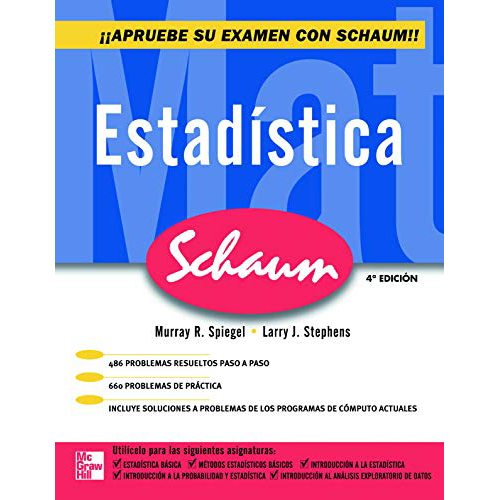 ¡¡APRUEBE SU EXAMEN CON SCHAUM!!
Mat
Estadística
Schaum
4ª EDICIÓN
Murray R. Spiegel • Larry J. Stephens
486 PROBLEMAS RESUELTOS PASO A PASO
660 PROBLEMAS DE PRÁCTICA
INCLUYE SOLUCIONES A PROBLEMAS DE LOS PROGRAMAS DE CÓMPUTO ACTUALES
Mc
Graw
Hill
Utilícelo para las siguientes asignaturas:
✓ ESTADÍSTICA BÁSICA ✓ MÉTODOS ESTADÍSTICOS BÁSICOS ✓ INTRODUCCIÓN A LA ESTADÍSTICA
✓ INTRODUCCIÓN A LA PROBABILIDAD Y ESTADÍSTICA ✓ INTRODUCCIÓN AL ANÁLISIS EXPLORATORIO DE DATOS